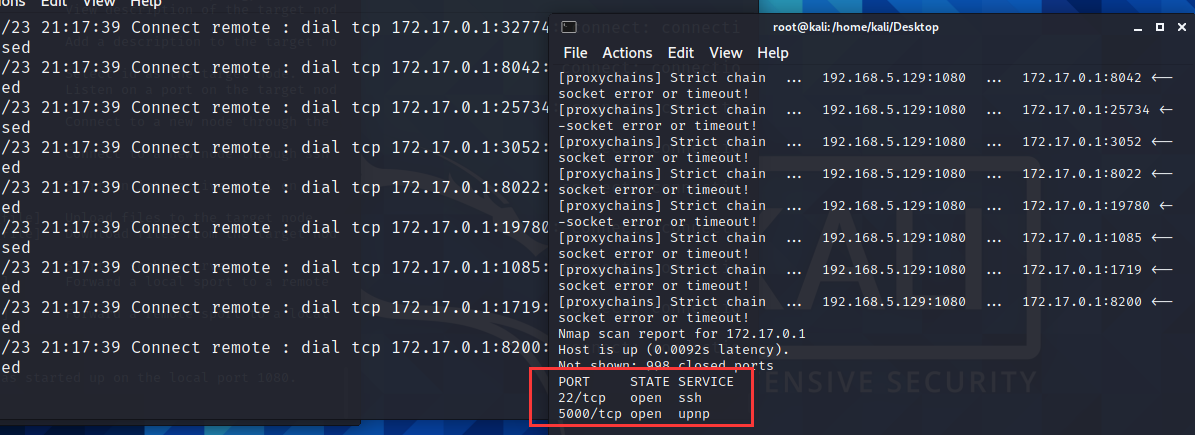 ions Edit View Help
/23 21:17:39 Connect remote : dial tcp 172.17.0.1:32774:
sed
/23 21:17:39 Connect remote : dial tcp 172.17.0.1:8042:
ed
/23 21:17:39 Connect remote : dial tcp 172.17.0.1:25734:
sed
/23 21:17:39 Connect remote : dial tcp 172.17.0.1:3052:
ed
/23 21:17:39 Connect remote : dial tcp 172.17.0.1:8022:
ed
/23 21:17:39 Connect remote : dial tcp 172.17.0.1:19780:
sed
/23 21:17:39 Connect remote : dial tcp 172.17.0.1:1085:
ed
/23 21:17:39 Connect remote : dial tcp 172.17.0.1:1719:
ed
/23 21:17:39 Connect remote : dial tcp 172.17.0.1:8200:
ed
root@kali:/home/kali/Desktop
File Actions Edit View Help
[proxychains] Strict chain ... 192.168.5.129:1080 ... 172.17.0.1:8042 <--
socket error or timeout!
[proxychains] Strict chain ... 192.168.5.129:1080 ... 172.17.0.1:25734 <-
-socket error or timeout!
[proxychains] Strict chain ... 192.168.5.129:1080 ... 172.17.0.1:3052 <--
socket error or timeout!
[proxychains] Strict chain ... 192.168.5.129:1080 ... 172.17.0.1:8022 <--
socket error or timeout!
[proxychains] Strict chain ... 192.168.5.129:1080 ... 172.17.0.1:19780 <-
-socket error or timeout!
[proxychains] Strict chain ... 192.168.5.129:1080 ... 172.17.0.1:1085 <--
socket error or timeout!
[proxychains] Strict chain ... 192.168.5.129:1080 ... 172.17.0.1:1719 <--
socket error or timeout!
[proxychains] Strict chain ... 192.168.5.129:1080 ... 172.17.0.1:8200 <--
socket error or timeout!
Nmap scan report for 172.17.0.1
Host is up (0.0092s latency).
Not shown: 998 closed ports
PORT STATE SERVICE
22/tcp open ssh
5000/tcp open upnp
KALI
ENSIVE SECURITY